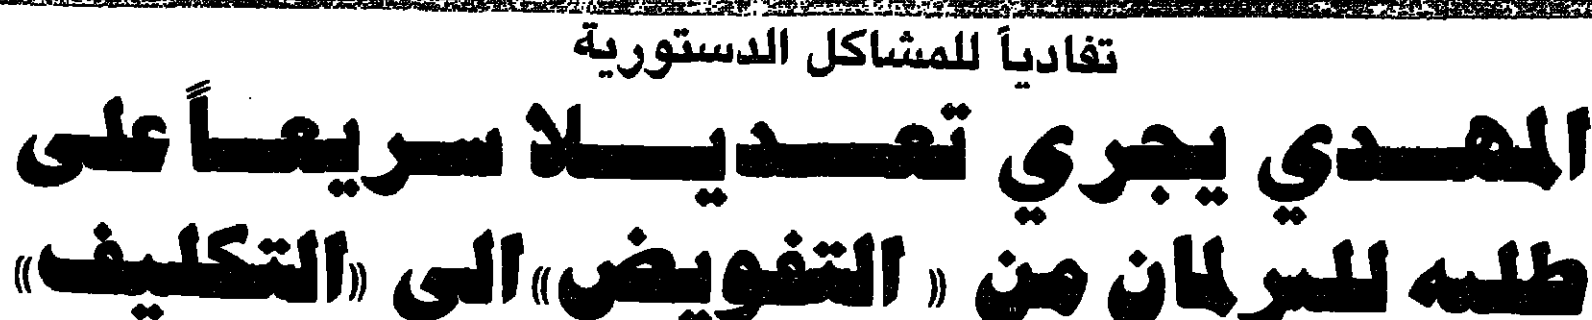 تفادياً للمشاكل الدستورية
المهدي يجري تعديلا سريعاً على
طلبه للبرلمان من «التفويض» الى «التكليف»